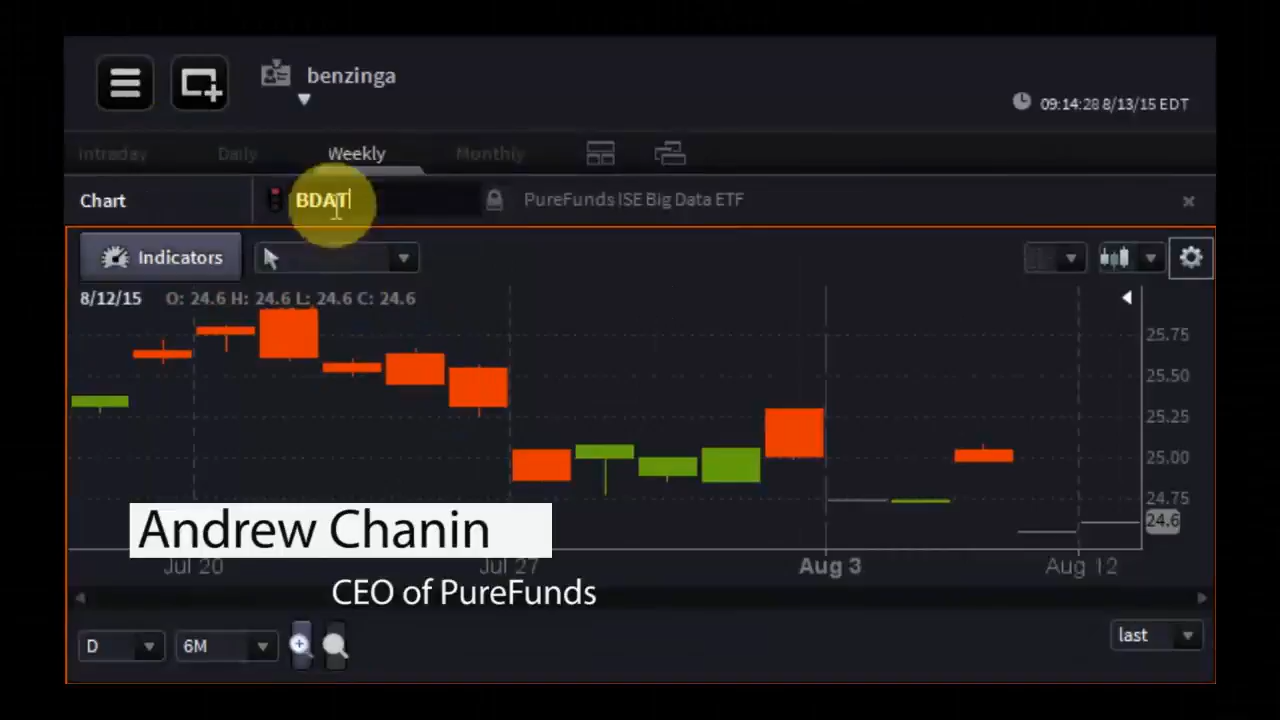 benzinga
09:14:28 8/13/15 EDT
Intraday Daily Weekly Monthly
Chart BDAT PureFunds ISE Big Data ETF
Indicators
8/12/15 O: 24.6 H: 24.6 L: 24.6 C: 24.6
25.75
25.50
25.25
25.00
24.75
24.6
Andrew Chanin
Jul 20 Jul 27 Aug 3 Aug 12
CEO of PureFunds
D 6M last